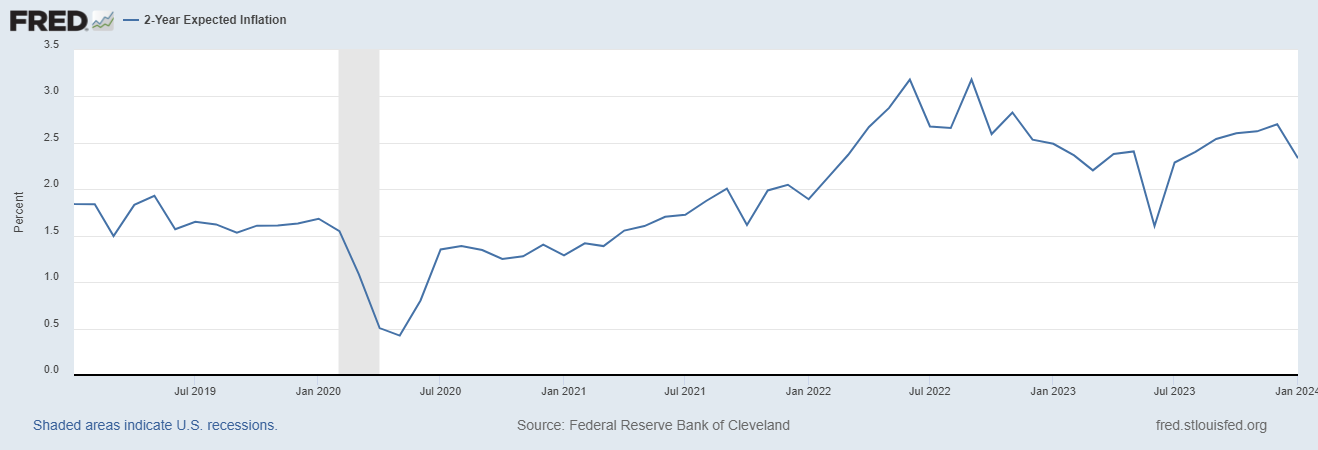 FRED 2-Year Expected Inflation
3.5
3.0
2.5
2.0
1.5
1.0
0.5
0.0
Percent
Jul 2019 Jan 2020 Jul 2020 Jan 2021 Jul 2021 Jan 2022 Jul 2022 Jan 2023 Jul 2023 Jan 2024
Shaded areas indicate U.S. recessions. Source: Federal Reserve Bank of Cleveland fred.stlouisfed.org